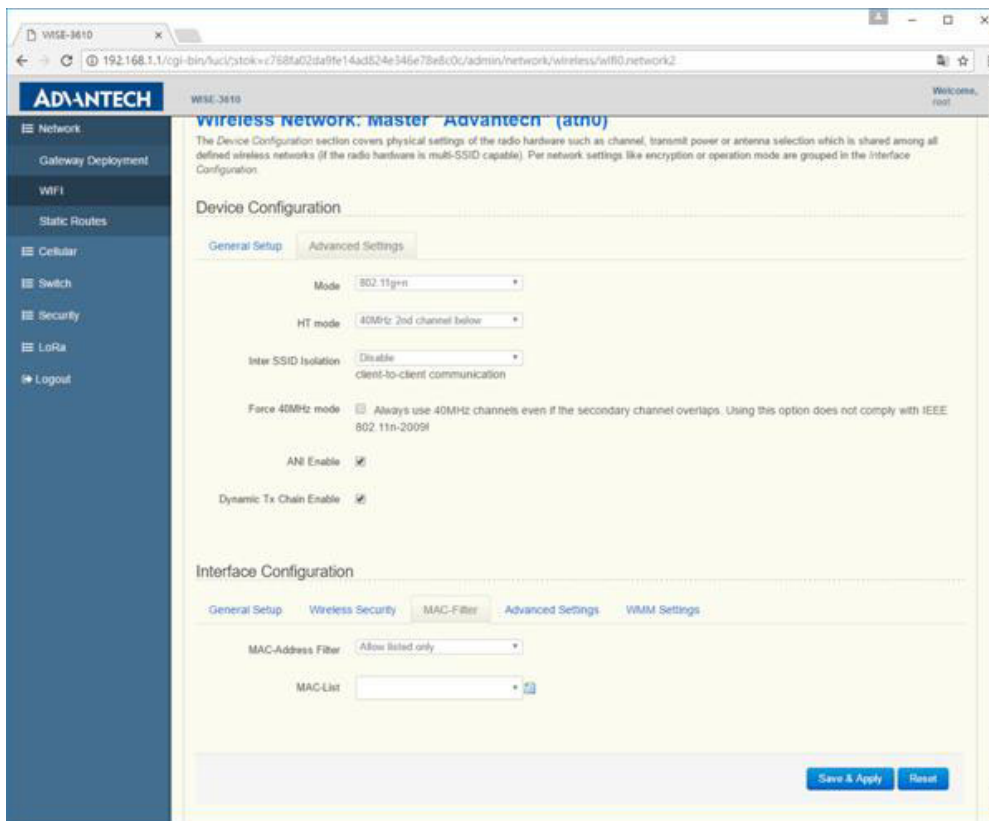 WISE-3610
192.168.1.1/cgi-bin/luci/;stok=c768fa02da9fe14ad824e346e78e8c0c/admin/network/wireless/wifi0.network2
ADVANTECH
WISE-3610
Welcome,
root
Network
Gateway Deployment
WIFI
Static Routes
Cellular
Switch
Security
LoRa
Logout
Wireless Network: Master "Advantech" (ath0)
The Device Configuration section covers physical settings of the radio hardware such as channel, transmit power or antenna selection which is shared among all
defined wireless networks (if the radio hardware is multi-SSID capable). Per network settings like encryption or operation mode are grouped in the Interface
Configuration.
Device Configuration
General Setup Advanced Settings
Mode 802.11g+n
HT mode 40MHz 2nd channel below
Inter SSID Isolation Disable
client-to-client communication
Force 40MHz mode Always use 40MHz channels even if the secondary channel overlaps. Using this option does not comply with IEEE
802.11n-2009!
ANI Enable
Dynamic Tx Chain Enable
Interface Configuration
General Setup Wireless Security MAC-Filter Advanced Settings WMM Settings
MAC-Address Filter Allow listed only
MAC-List
Save & Apply Reset